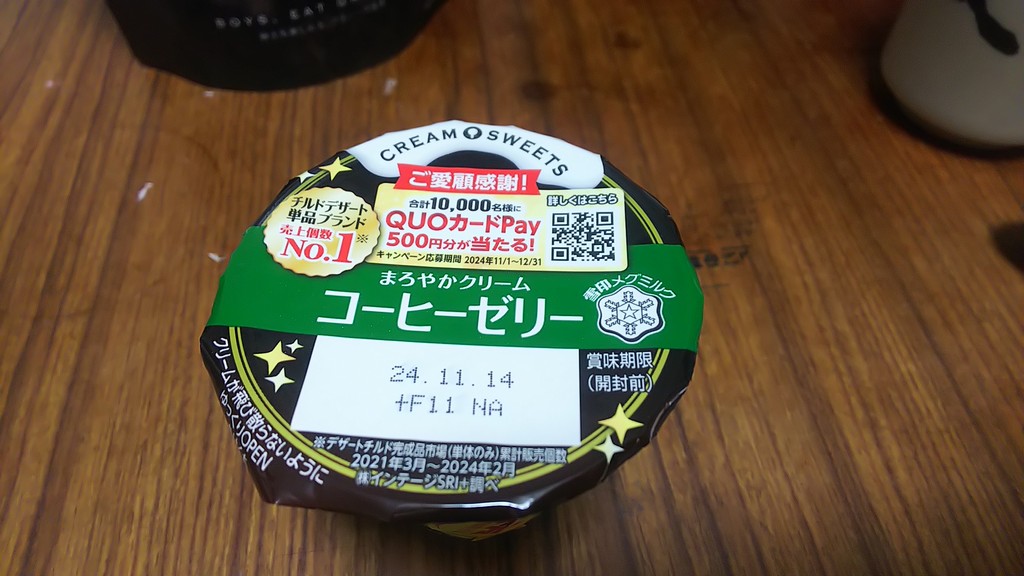 BOYS, EAT
CREAM SWEETS
ご愛顧感謝!
チルドデザート
単品ブランド
売上個数
No.1※
合計10,000名様に
QUOカードPay
500円分が当たる!
キャンペーン応募期間 2024年11/1~12/31
詳しくはこちら
まろやかクリーム
コーヒーゼリー
雪印メグミルク
賞味期限
(開封前)
24.11.14
+F11 NA
クリームが飛び散らないように
ゆっくりOPEN
※デザートチルド完成品市場(単体のみ)累計販売個数
2021年3月~2024年2月
㈱インテージSRI+調べ